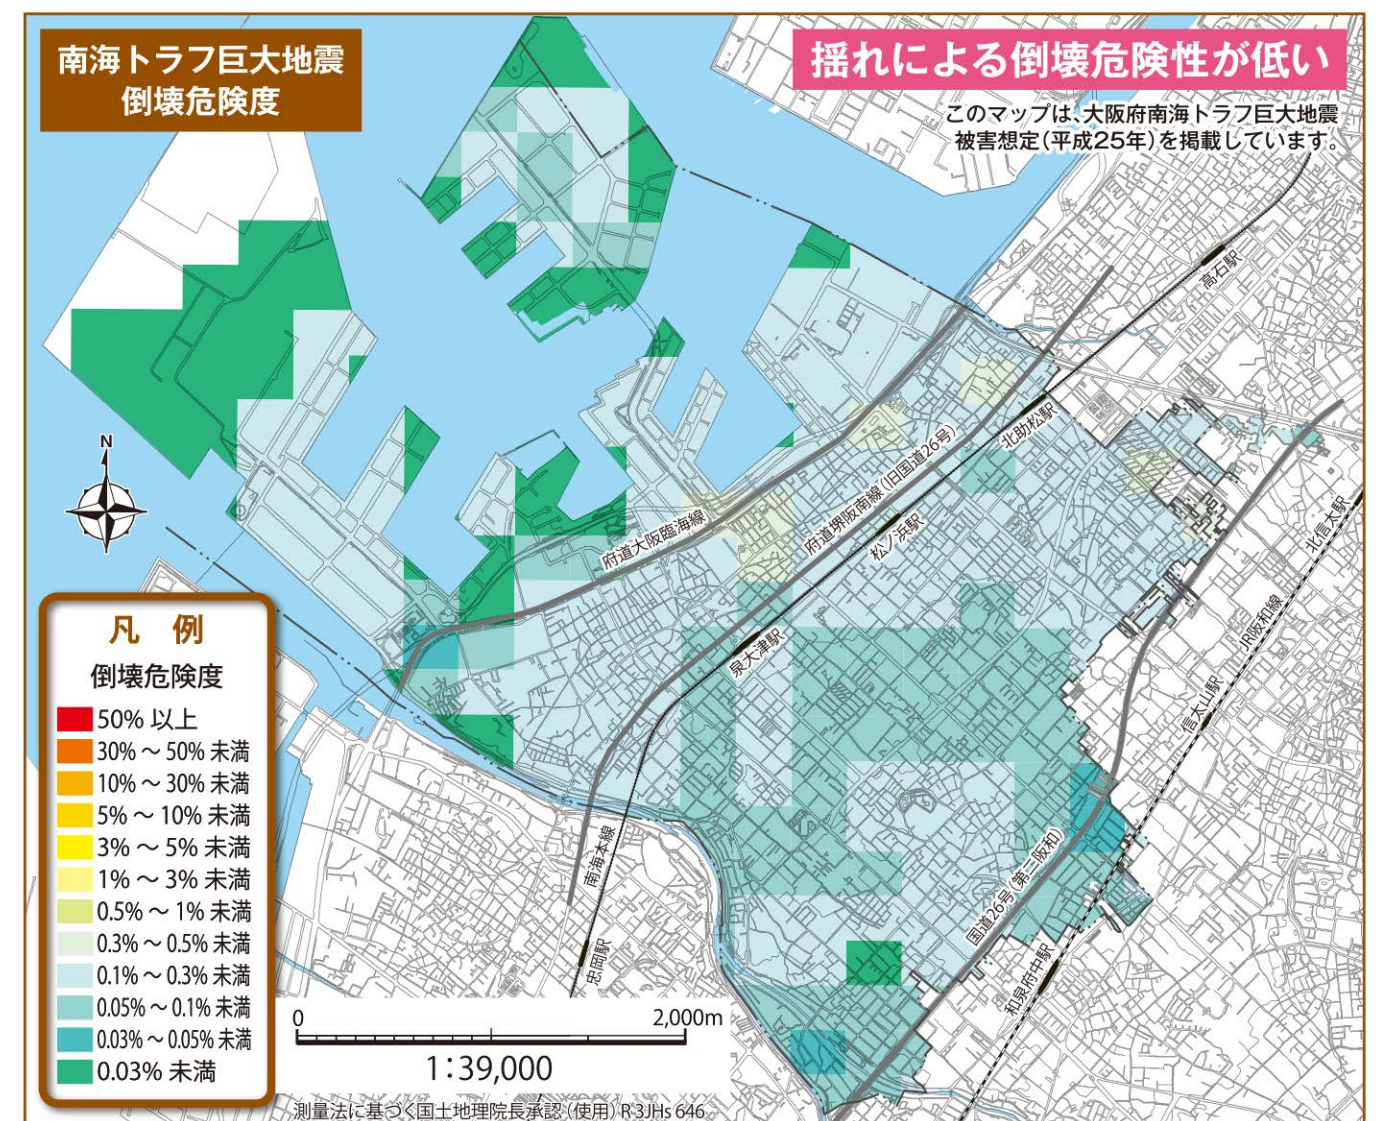 南海トラフ巨大地震
倒壊危険度
揺れによる倒壊危険性が低い
このマップは、大阪府南海トラフ巨大地震
被害想定(平成25年)を掲載しています。
高石駅
北助松駅
府道堺阪南線(旧国道26号)
松ノ浜駅
府道大阪臨海線
泉大津駅
北信太駅
JR阪和線
信太山駅
国道26号(第二阪和)
和泉府中駅
南海本線
忠岡駅
N
凡 例
倒壊危険度
50% 以上
30% ～ 50% 未満
10% ～ 30% 未満
5% ～ 10% 未満
3% ～ 5% 未満
1% ～ 3% 未満
0.5% ～ 1% 未満
0.3% ～ 0.5% 未満
0.1% ～ 0.3% 未満
0.05% ～ 0.1% 未満
0.03% ～ 0.05% 未満
0.03% 未満
0 2,000m
1：39,000
測量法に基づく国土地理院長承認(使用)R 3JHs 646